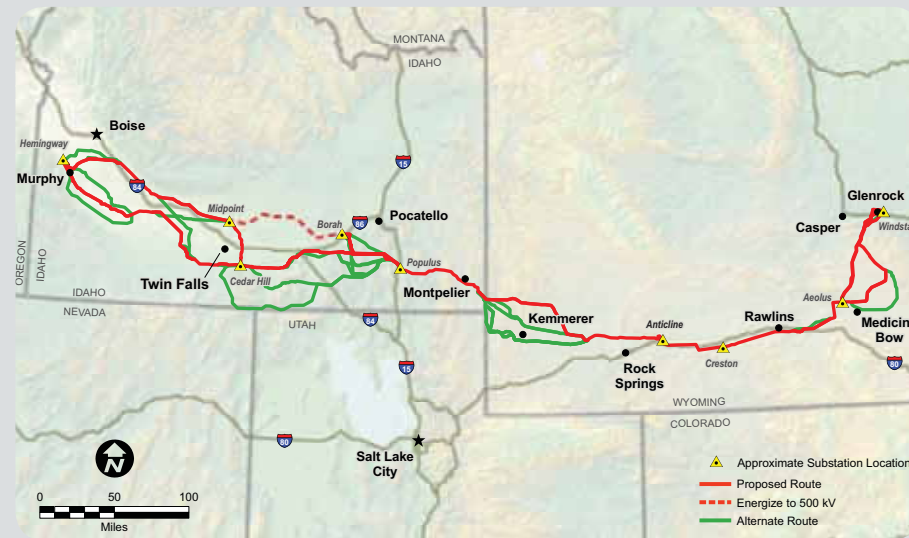 MONTANA
IDAHO
Boise
Hemingway
15
Murphy
84
Midpoint
Borah
86
Pocatello
Glenrock
Casper
OREGON
IDAHO
Twin Falls
Cedar Hill
Populus
Montpelier
Aeolus
IDAHO
NEVADA
UTAH
84
Kemmerer
Anticline
Rawlins
Bow
15
Rock
Springs
Creston
80
WYOMING
COLORADO
80
Salt Lake
City
N
0 50 100
Miles
Approximate Substation Location
Proposed Route
Energize to 500 kV
Alternate Route